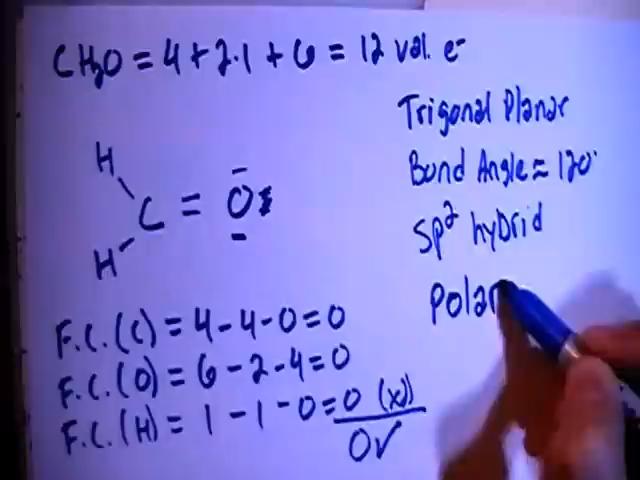 CH₂O = 4 + 2·1 + 6 = 12 val. e⁻
Trigonal Planar
Bond Angle ≈ 120°
Sp² hybrid
Polar
H
C = O
H
F.C.(C) = 4 - 4 - 0 = 0
F.C.(O) = 6 - 2 - 4 = 0
F.C.(H) = 1 - 1 - 0 = 0 (x2)
0✓